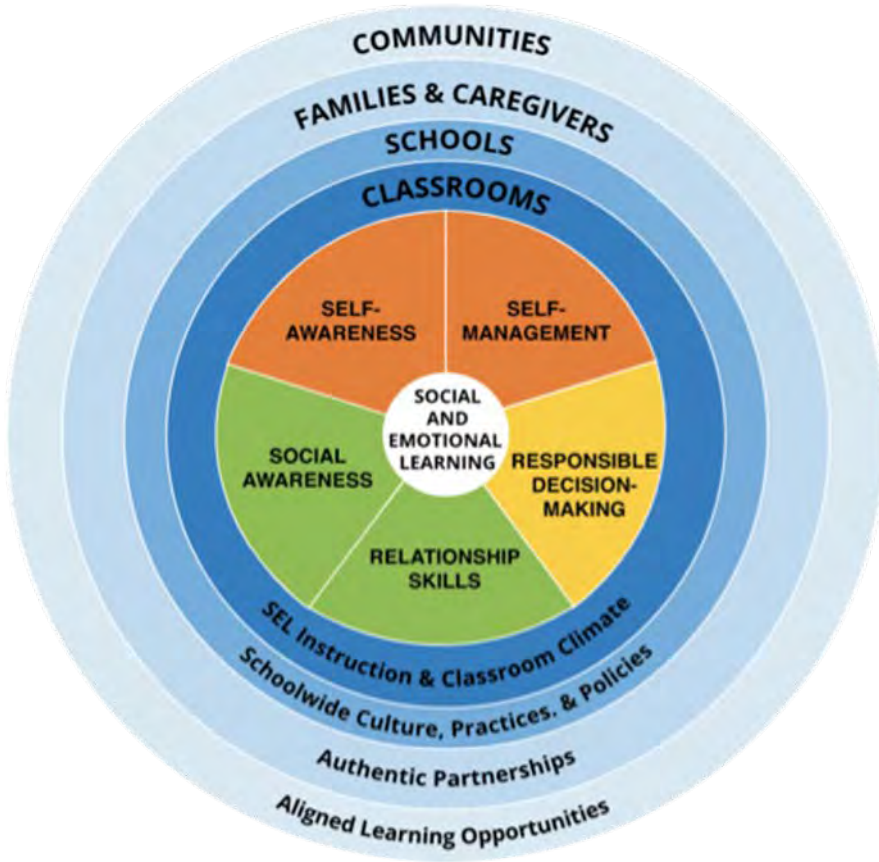 COMMUNITIES
FAMILIES & CAREGIVERS
SCHOOLS
CLASSROOMS
SELF-
AWARENESS
SELF-
MANAGEMENT
SOCIAL
AND
EMOTIONAL
LEARNING
SOCIAL
AWARENESS
RESPONSIBLE
DECISION-
MAKING
RELATIONSHIP
SKILLS
SEL Instruction & Classroom Climate
Schoolwide Culture, Practices. & Policies
Authentic Partnerships
Aligned Learning Opportunities